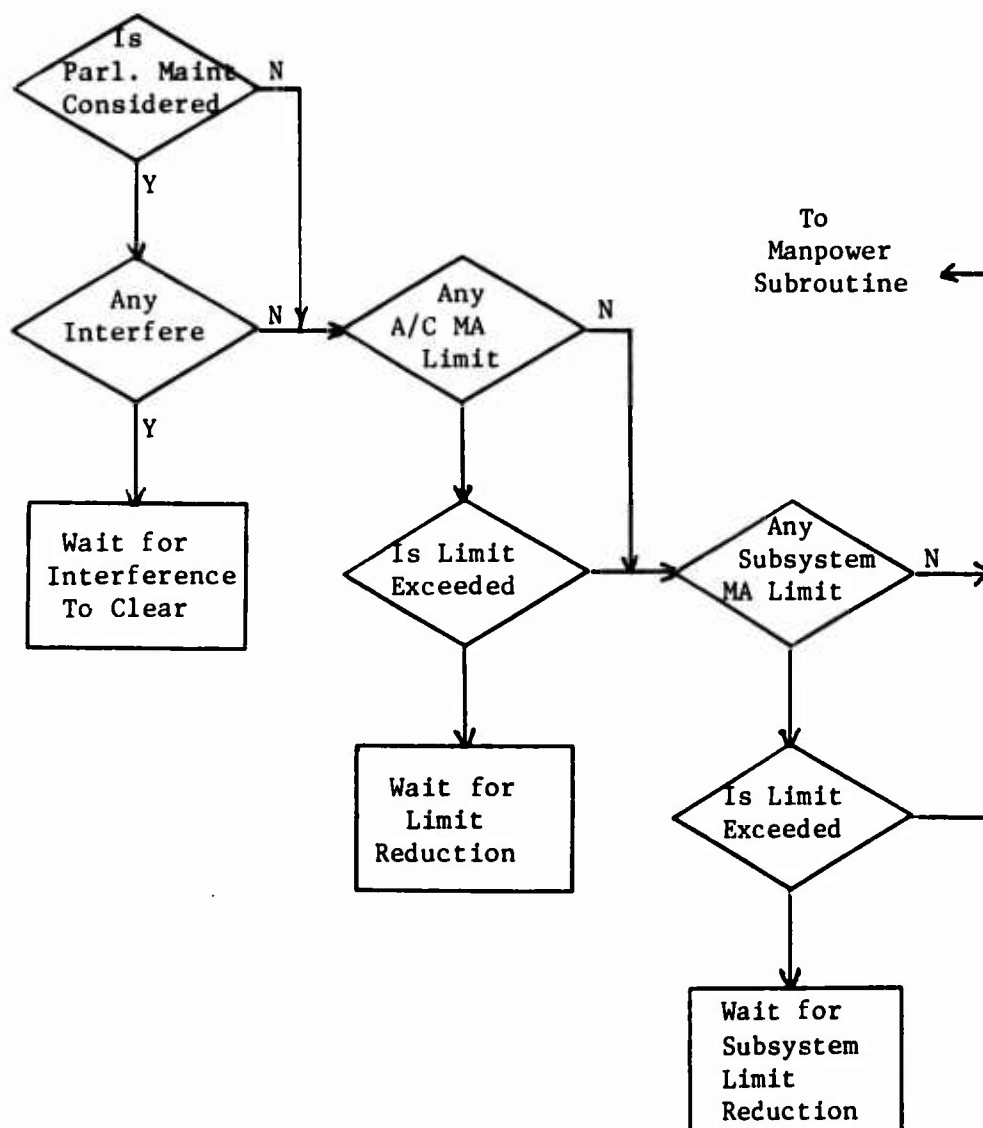 Is
Parl. Maint
Considered
N
Y
To
Manpower
Subroutine
Any
Interfere
N
Y
Any
A/C MA
Limit
N
Wait for
Interference
To Clear
Is Limit
Exceeded
Any
Subsystem
MA Limit
N
Wait for
Limit
Reduction
Is Limit
Exceeded
Wait for
Subsystem
Limit
Reduction